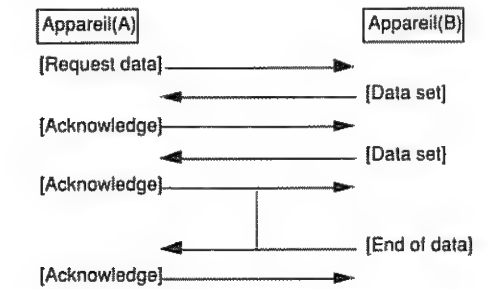 Appareil(A) Appareil(B)
[Request data]
[Data set]
[Acknowledge]
[Data set]
[Acknowledge]
[End of data]
[Acknowledge]